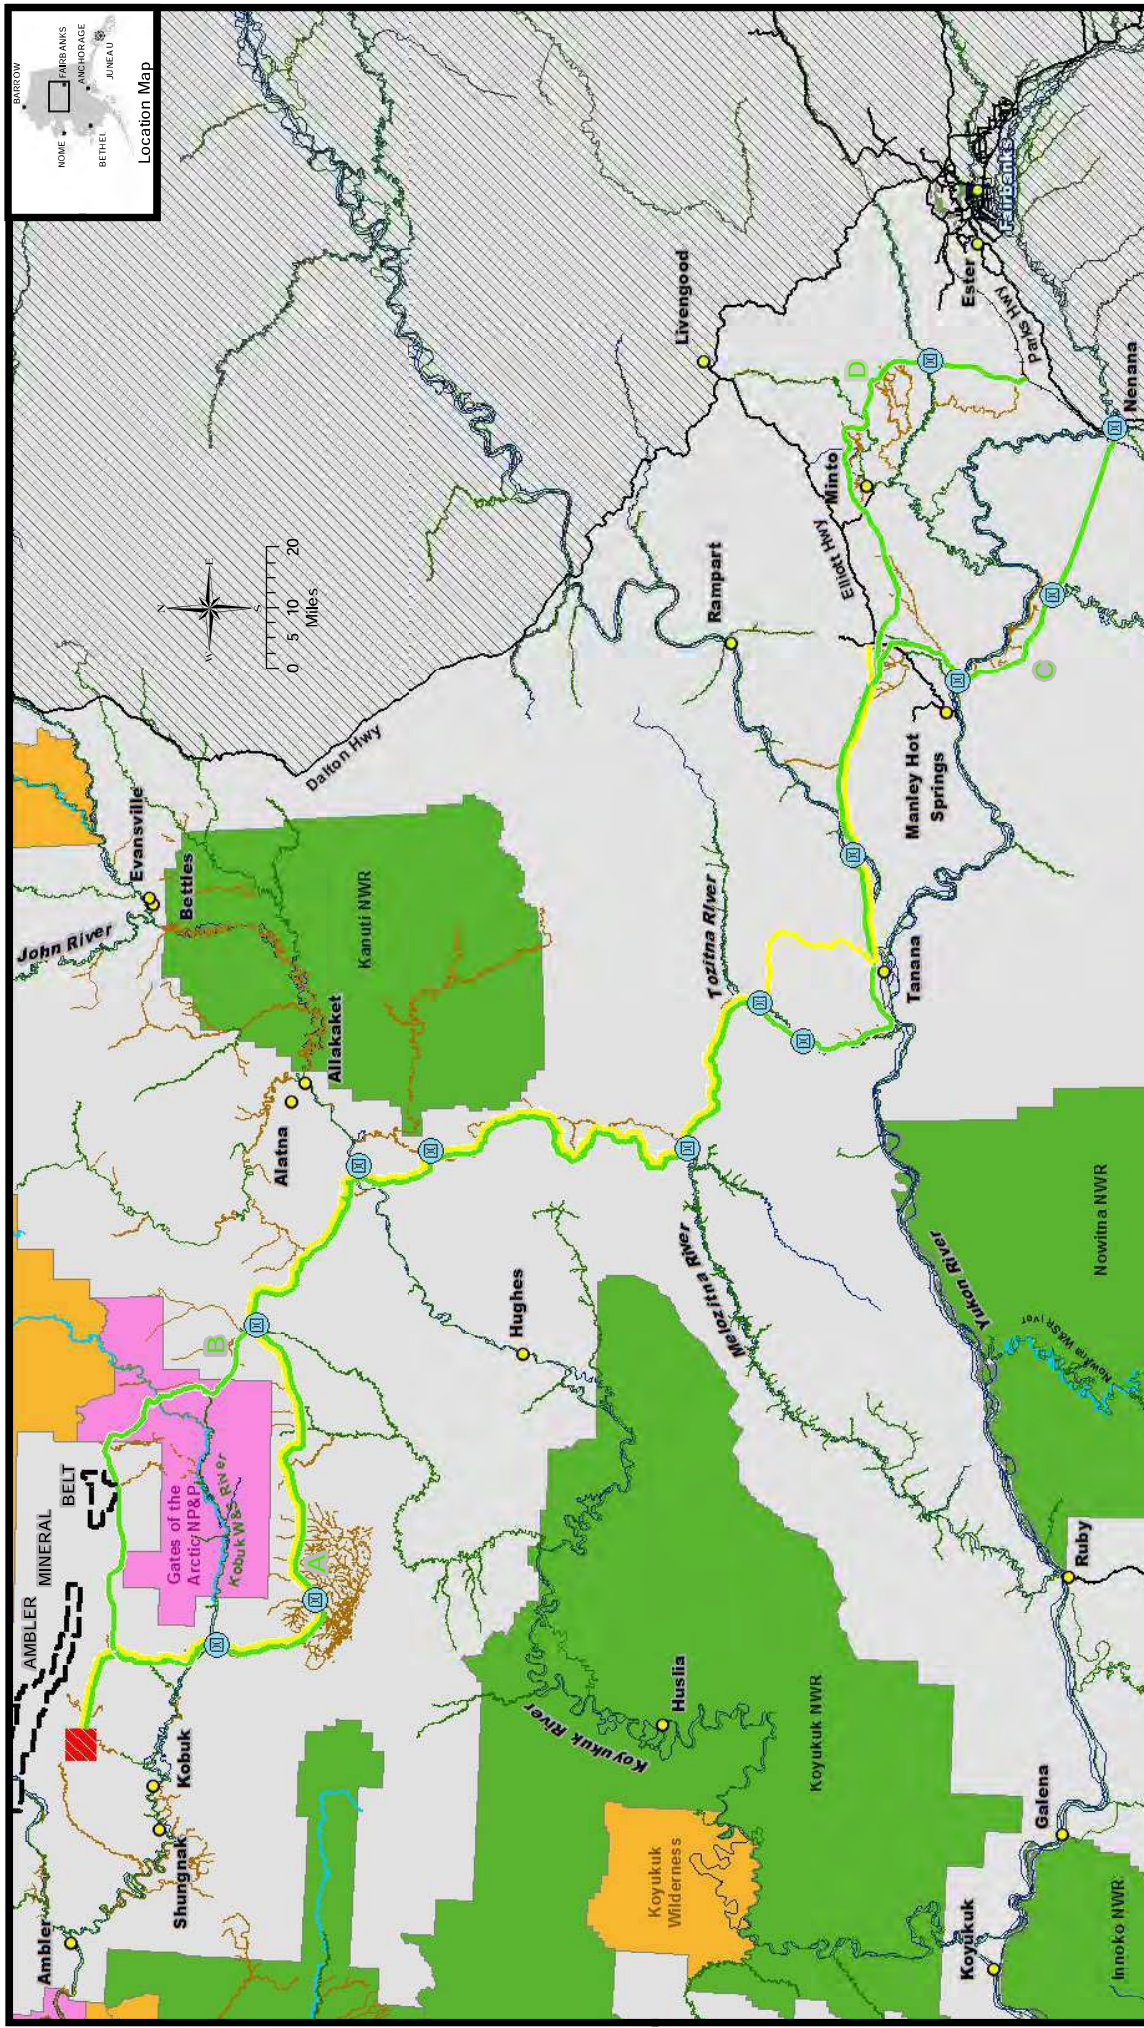 BARROW
NOME
FAIRBANKS
ANCHORAGE
BETHEL
JUNEAU
Location Map
N
W
E
S
0
5
10
20
Miles
AMBLER
MINERAL
BELT
Ambler
Shungnak
Kobuk
Gates of the
Arctic NP&P
Kobuk W&S River
A
B
C
D
John River
Evansville
Bettles
Kanuti NWR
Allakaket
Alatna
Dalton Hwy
Hughes
Huslia
Koyukuk River
Koyukuk NWR
Koyukuk
Wilderness
Koyukuk
Galena
Innoko NWR
Ruby
Melozitna River
Yukon River
Nowitna NWR
Nowitna W&SR iver
Tozitna River
Tanana
Rampart
Manley Hot
Springs
Elliott Hwy
Minto
Livengood
Ester
Fairbanks
Parks Hwy
Nenana